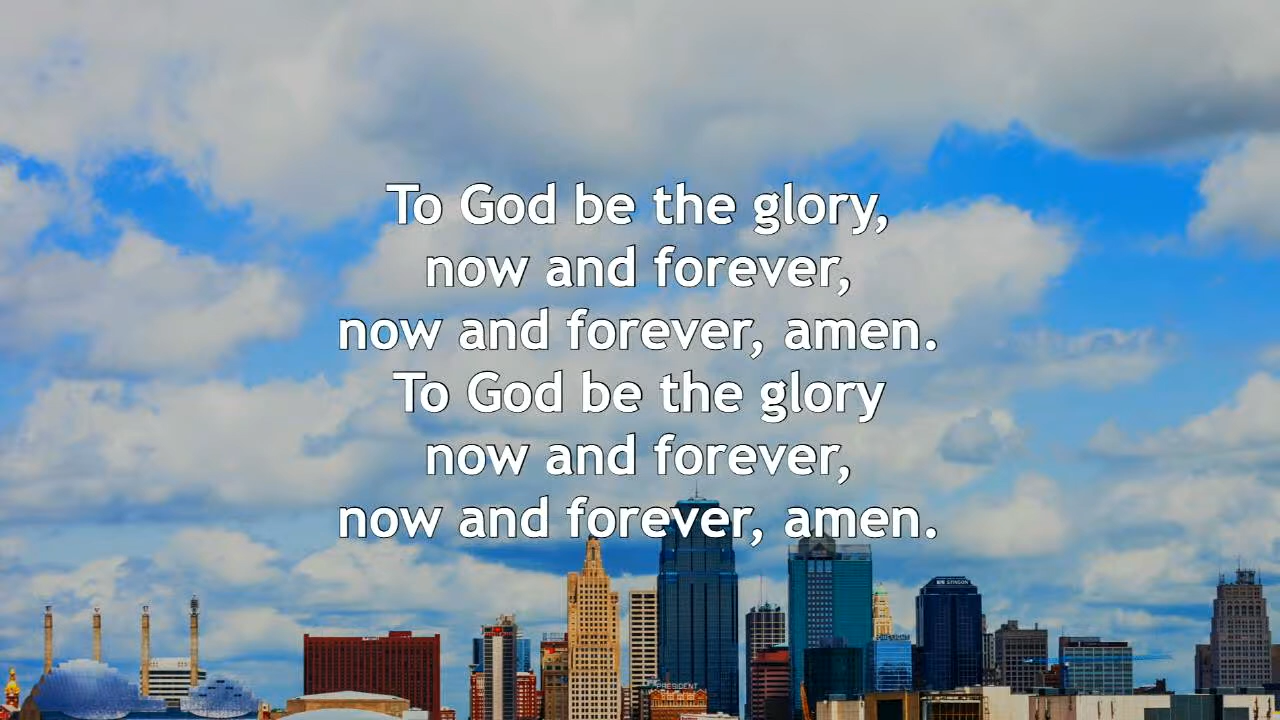 To God be the glory,
now and forever,
now and forever, amen.
To God be the glory
now and forever,
now and forever, amen.
PRESIDENT